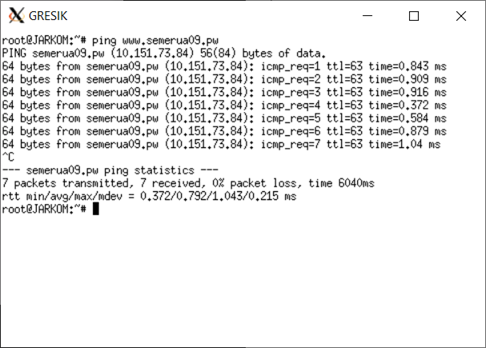 GRESIK
root@JARKOM:~# ping www.semerua09.pw
PING semerua09.pw (10.151.73.84) 56(84) bytes of data.
64 bytes from semerua09.pw (10.151.73.84): icmp_req=1 ttl=63 time=0.843 ms
64 bytes from semerua09.pw (10.151.73.84): icmp_req=2 ttl=63 time=0.909 ms
64 bytes from semerua09.pw (10.151.73.84): icmp_req=3 ttl=63 time=0.916 ms
64 bytes from semerua09.pw (10.151.73.84): icmp_req=4 ttl=63 time=0.372 ms
64 bytes from semerua09.pw (10.151.73.84): icmp_req=5 ttl=63 time=0.584 ms
64 bytes from semerua09.pw (10.151.73.84): icmp_req=6 ttl=63 time=0.879 ms
64 bytes from semerua09.pw (10.151.73.84): icmp_req=7 ttl=63 time=1.04 ms
^C
--- semerua09.pw ping statistics ---
7 packets transmitted, 7 received, 0% packet loss, time 6040ms
rtt min/avg/max/mdev = 0.372/0.792/1.043/0.215 ms
root@JARKOM:~#